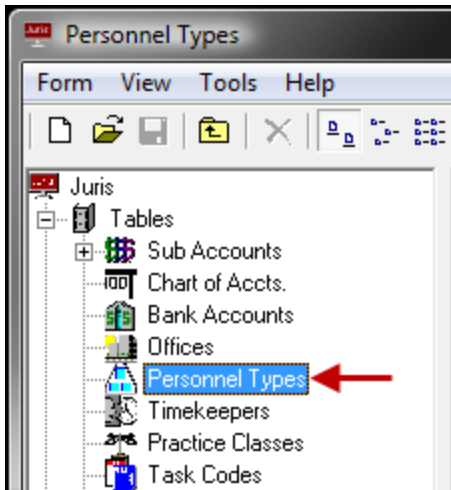 Personnel Types
Form View Tools Help
Juris
Tables
Sub Accounts
Chart of Accts.
Bank Accounts
Offices
Personnel Types
Timekeepers
Practice Classes
Task Codes